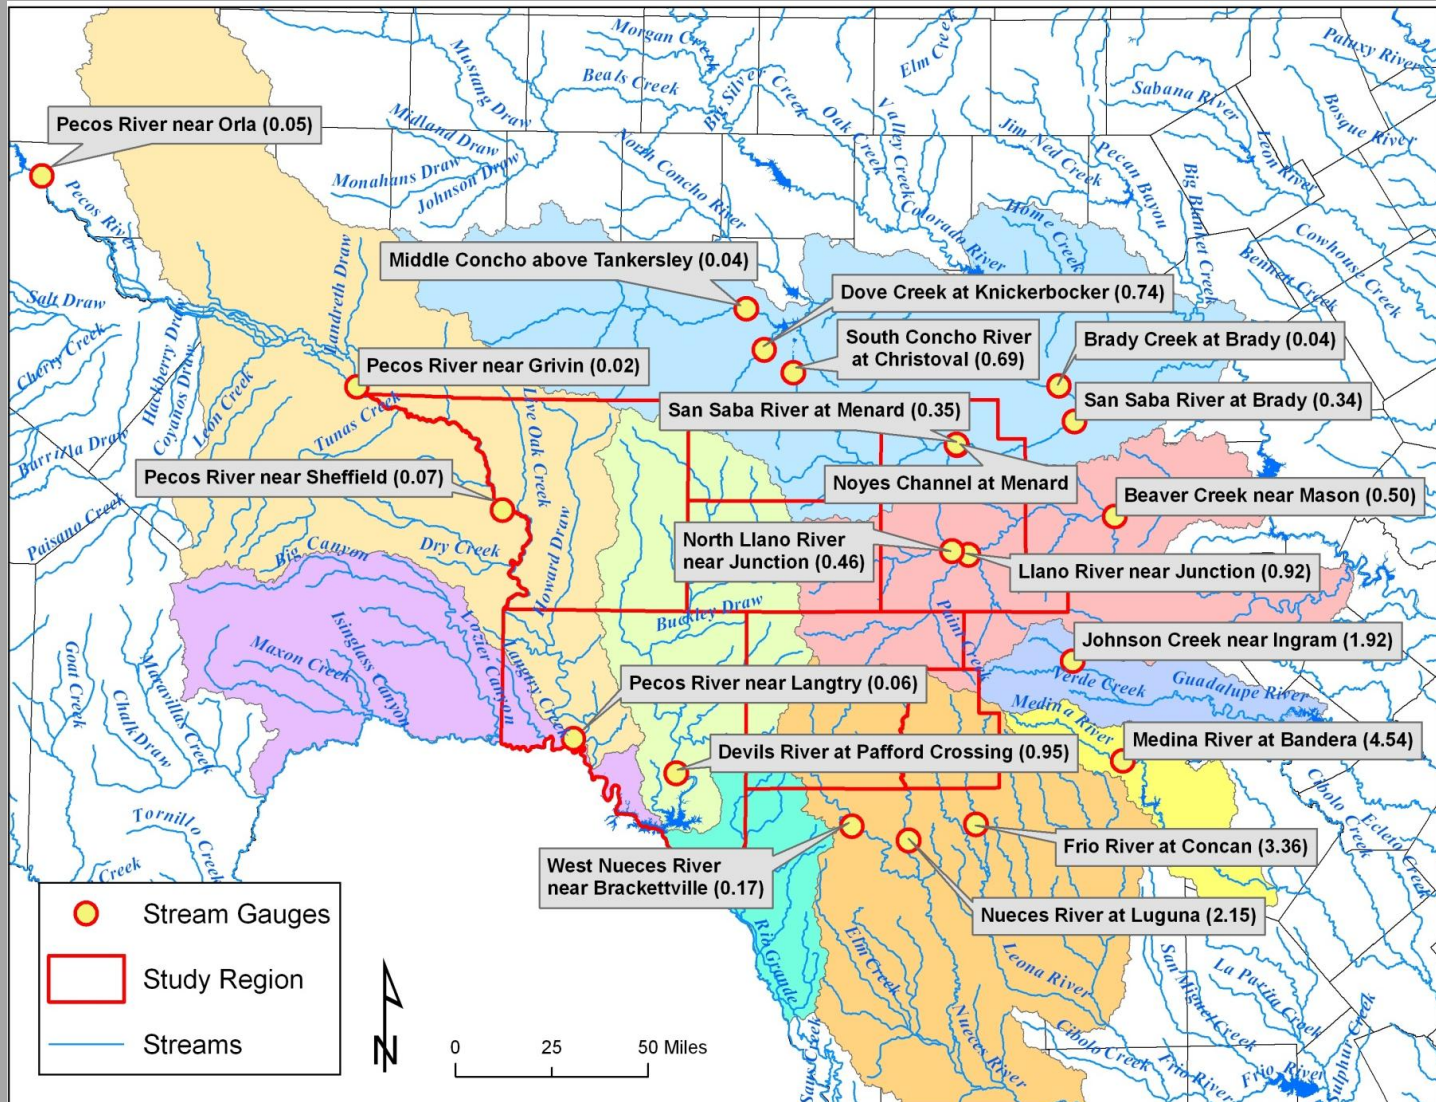 Morgan Creek
Mustang Draw
Beals Creek
Big Silver Creek
Elm Creek
Paluxy River
Sabana River
Bosque River
Pecos River near Orla (0.05)
Midland Draw
Monahans Draw
Johnson Draw
North Concho River
Oak Creek
Valley Creek
Jim Ned Creek
Pecan Bayou
Leon River
Big Blanket Creek
Pecos River
Colorado River
Home Creek
Cowhouse Creek
Bennett Creek
Landreth Draw
Middle Concho above Tankersley (0.04)
Dove Creek at Knickerbocker (0.74)
Salt Draw
Cherry Creek
Hackberry Draw
Coyanos Draw
Leon Creek
South Concho River
at Christoval (0.69)
Brady Creek at Brady (0.04)
Pecos River near Grivin (0.02)
San Saba River at Brady (0.34)
San Saba River at Menard (0.35)
Tunas Creek
Live Oak Creek
Barrilla Draw
Pecos River near Sheffield (0.07)
Noyes Channel at Menard
Beaver Creek near Mason (0.50)
Paisano Creek
Big Canyon
Dry Creek
Howard Draw
North Llano River
near Junction (0.46)
Llano River near Junction (0.92)
Buckley Draw
Paint Creek
Johnson Creek near Ingram (1.92)
Goat Creek
Chalk Draw
Maravillas Creek
Maxon Creek
Isinglass Canyon
Lozier Canyon
Langtry Creek
Pecos River near Langtry (0.06)
Verde Creek
Guadalupe River
Medina River
Medina River at Bandera (4.54)
Devils River at Pafford Crossing (0.95)
Cibolo Creek
Ecleto Creek
Tornillo Creek
Creek
West Nueces River
near Brackettville (0.17)
Frio River at Concan (3.36)
Nueces River at Luguna (2.15)
Rio Grande
Elm Creek
Leona River
Nueces River
San Miguel Creek
La Parita Creek
Cibolo Creek
Frio River
Frio River
Sulphur Creek
Saus Creek
Stream Gauges
Study Region
Streams
N
0 25 50 Miles